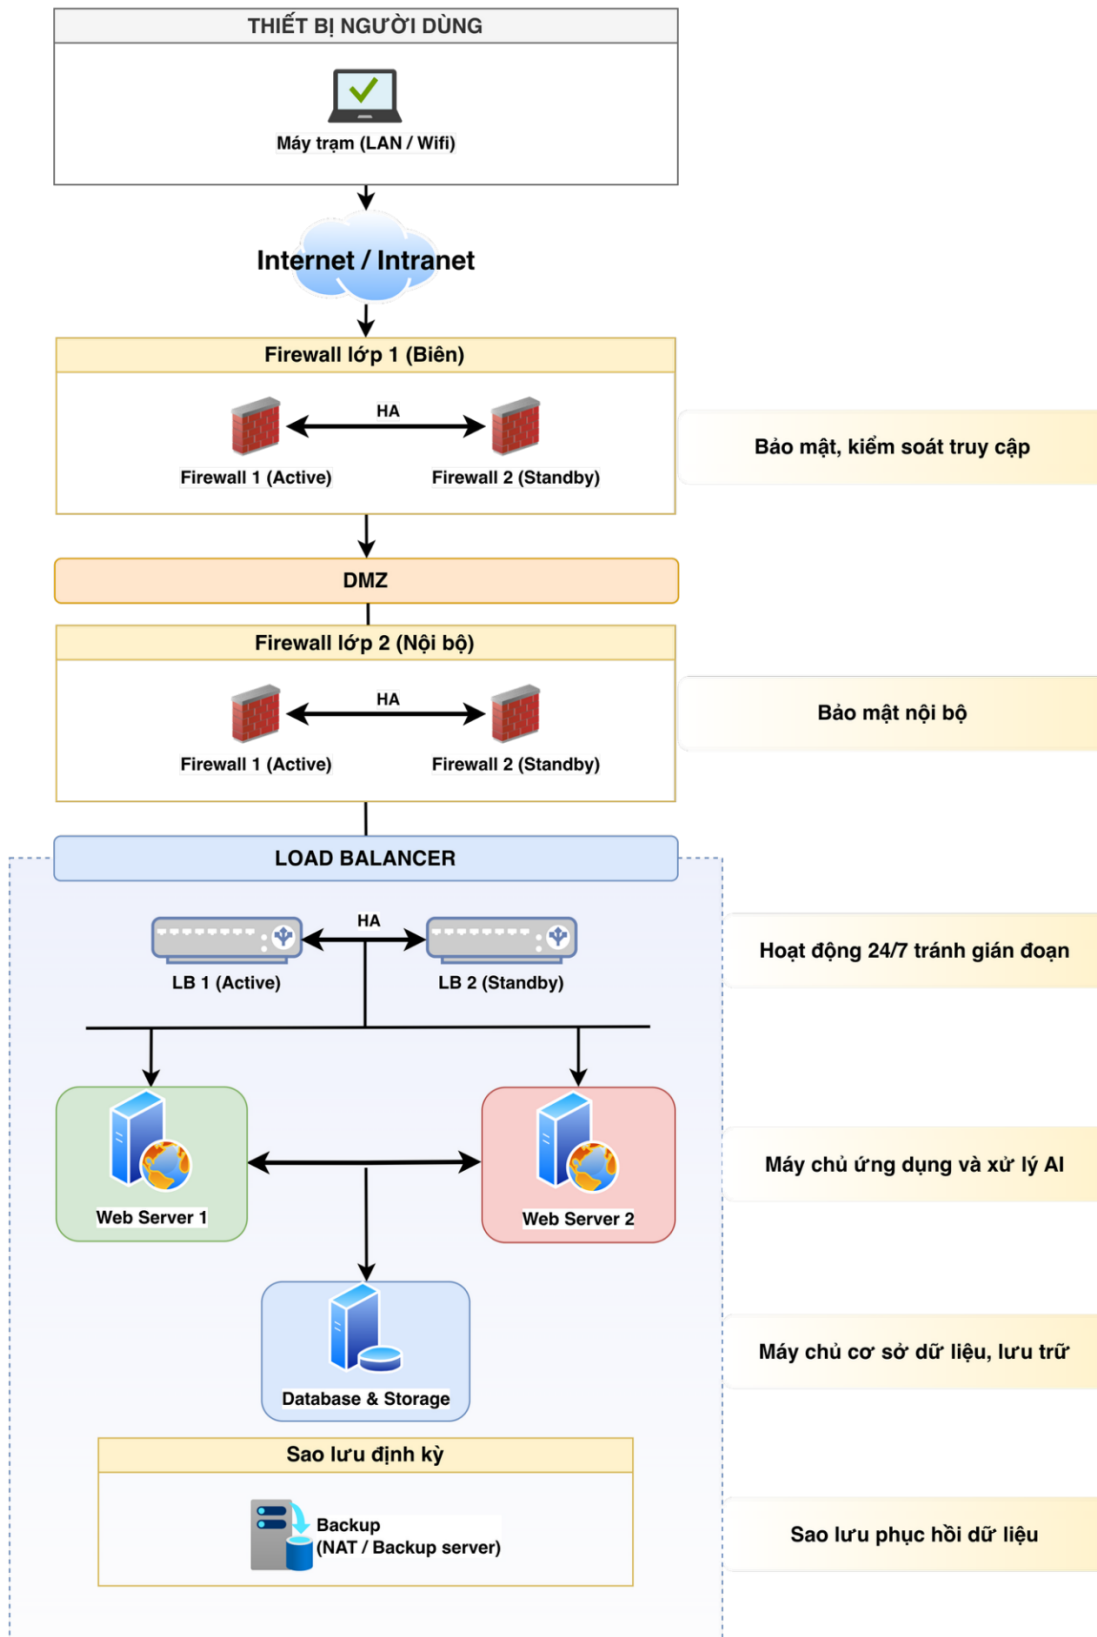 THIẾT BỊ NGƯỜI DÙNG
Máy trạm (LAN / Wifi)
Internet / Intranet
Firewall lớp 1 (Biên)
HA
Firewall 1 (Active)
Firewall 2 (Standby)
Bảo mật, kiểm soát truy cập
DMZ
Firewall lớp 2 (Nội bộ)
HA
Firewall 1 (Active)
Firewall 2 (Standby)
Bảo mật nội bộ
LOAD BALANCER
HA
LB 1 (Active)
LB 2 (Standby)
Hoạt động 24/7 tránh gián đoạn
Web Server 1
Web Server 2
Máy chủ ứng dụng và xử lý AI
Database & Storage
Máy chủ cơ sở dữ liệu, lưu trữ
Sao lưu định kỳ
Backup
(NAT / Backup server)
Sao lưu phục hồi dữ liệu